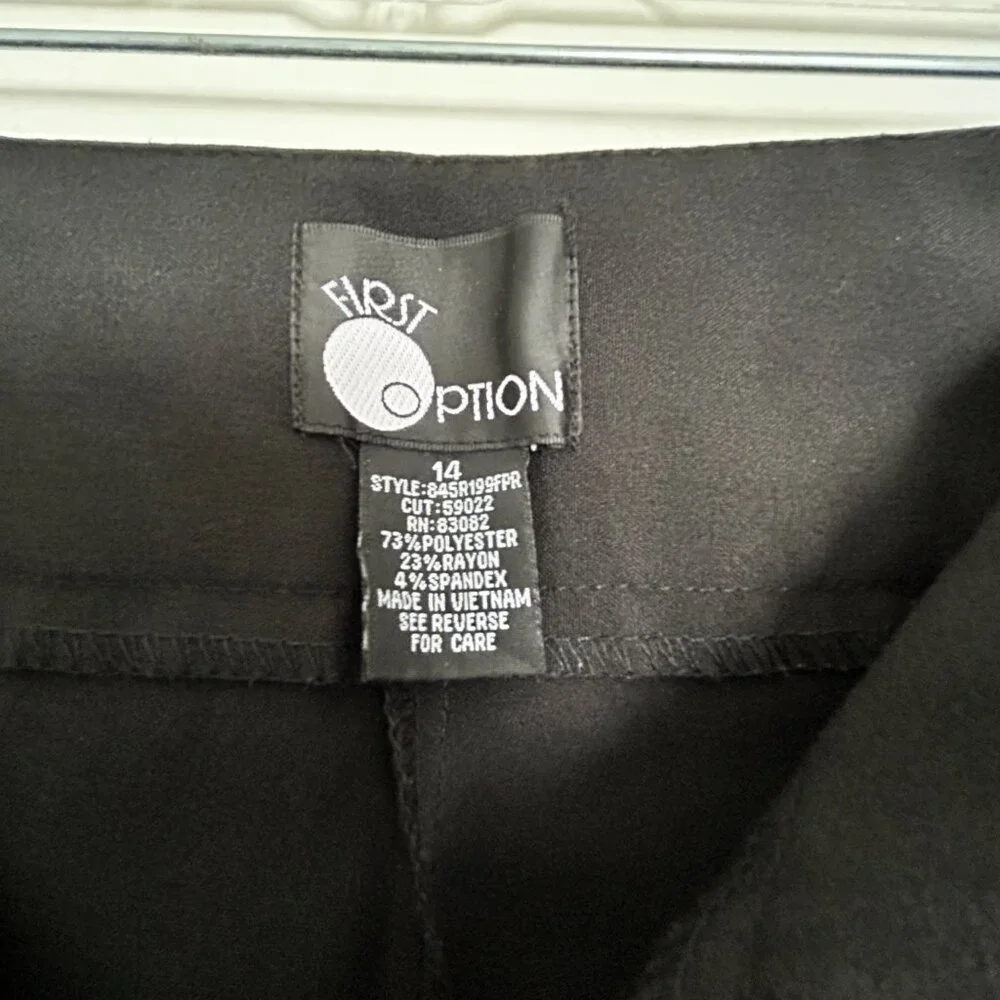 FIRST
OPTION
14
STYLE:845R199FPR
CUT:59022
RN:83082
73%POLYESTER
23%RAYON
4%SPANDEX
MADE IN VIETNAM
SEE REVERSE
FOR CARE